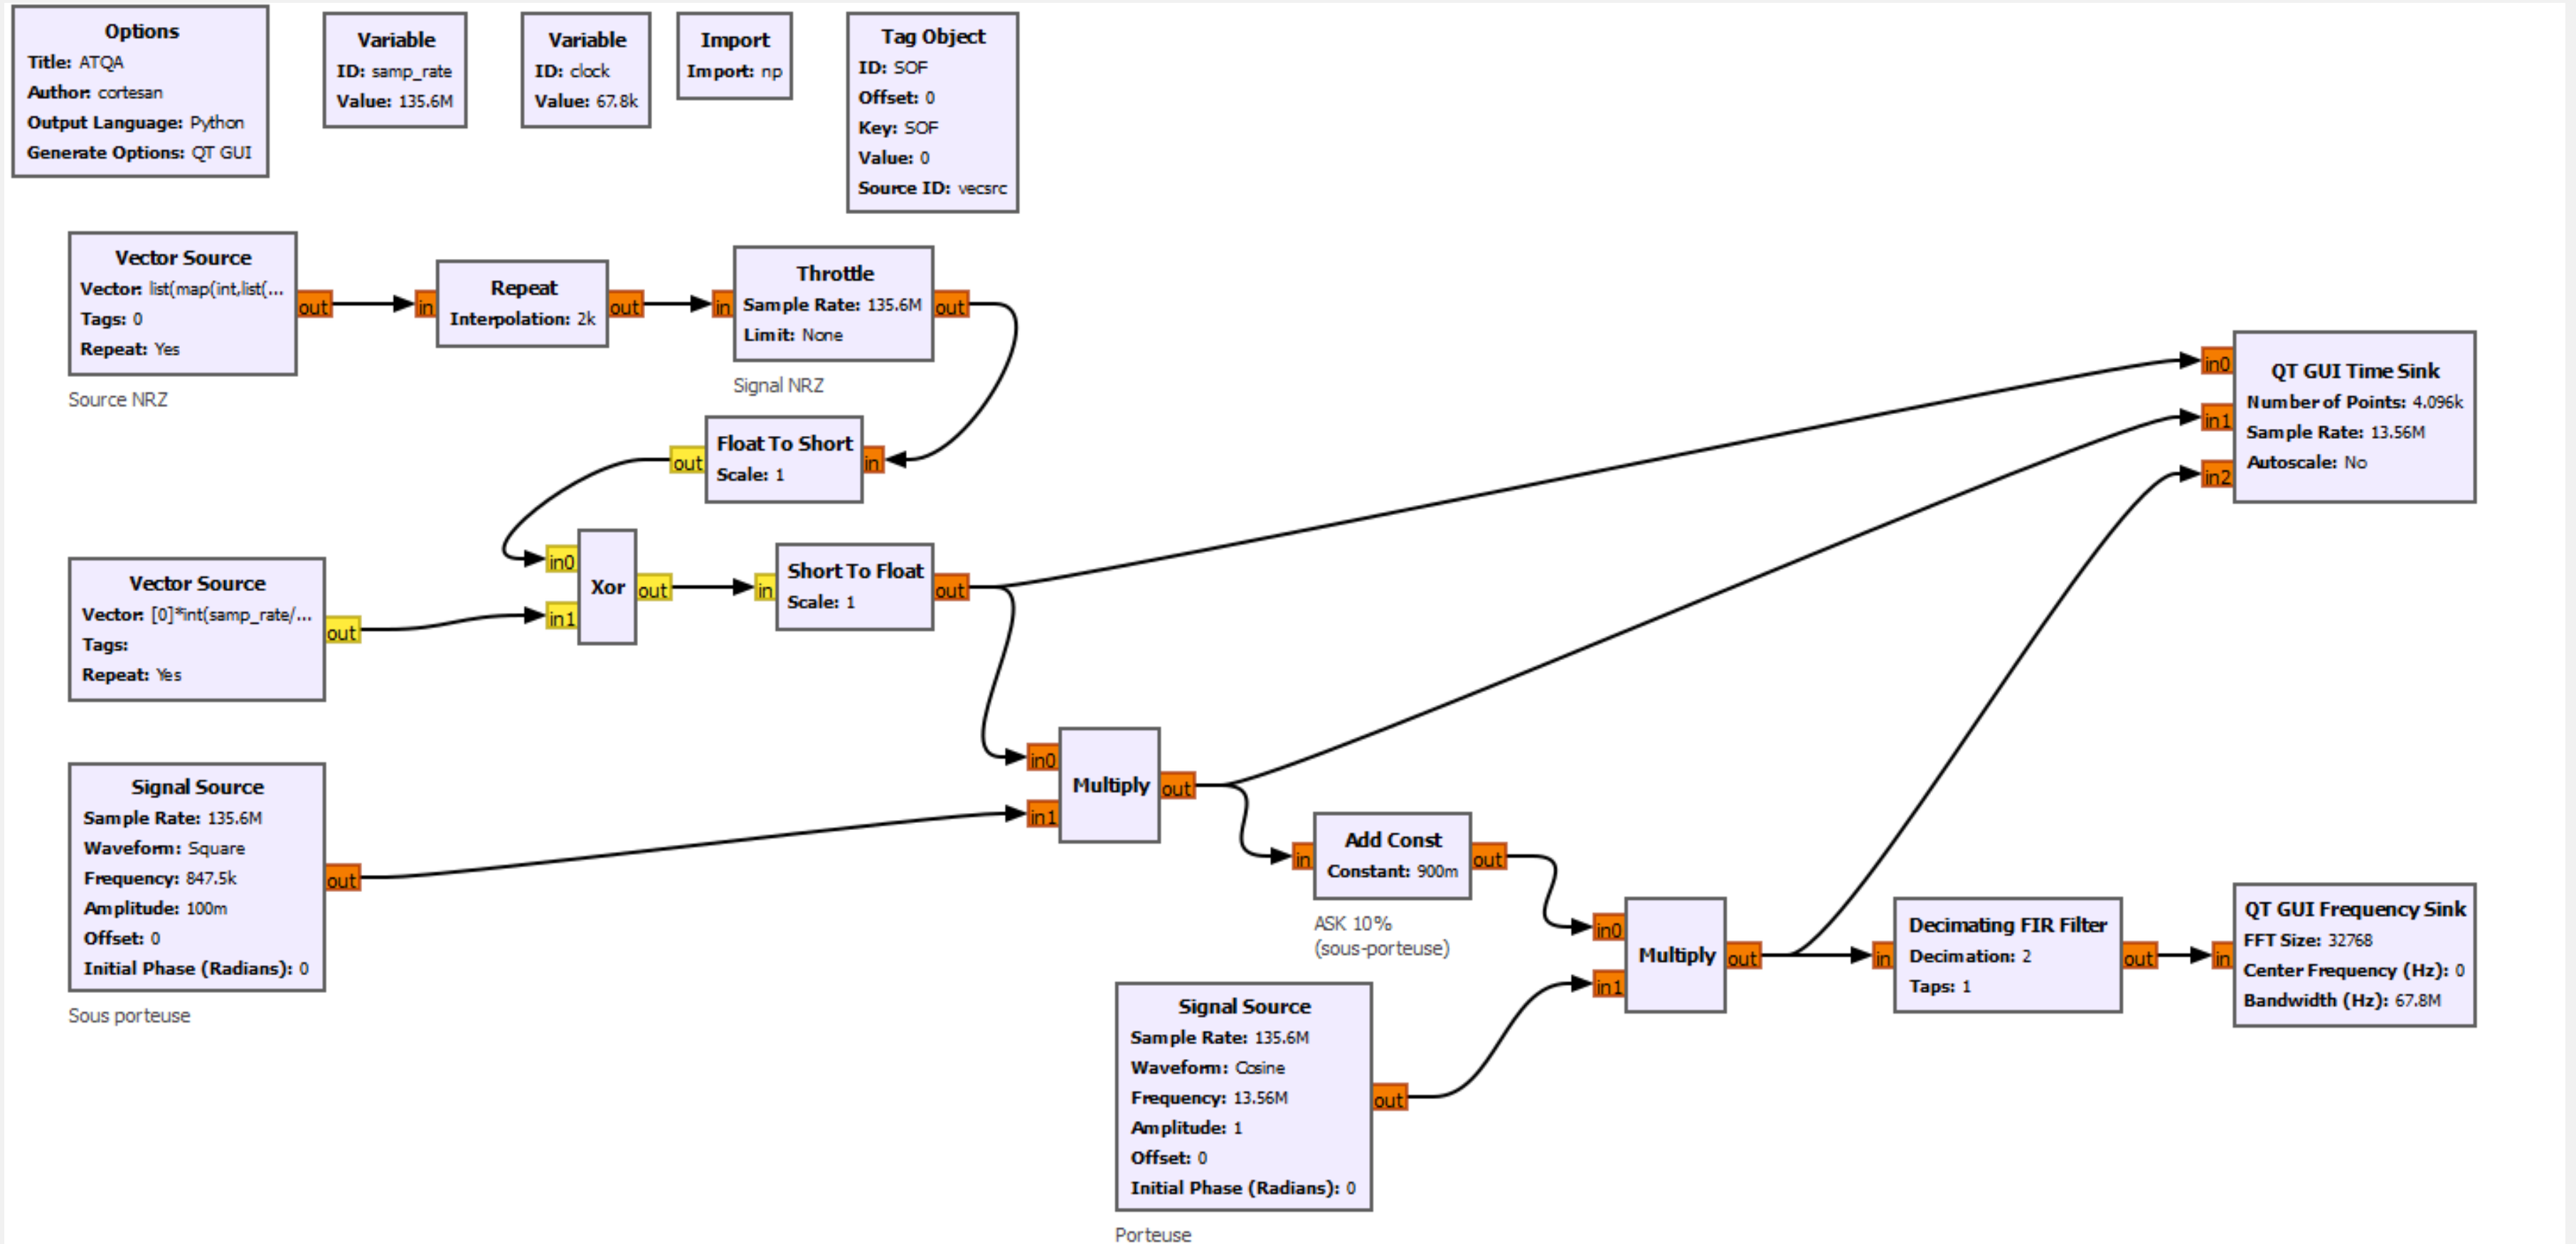 Options
Title: ATQA
Author: cortesan
Output Language: Python
Generate Options: QT GUI
Variable
ID: samp_rate
Value: 135.6M
Variable
ID: clock
Value: 67.8k
Import
Import: np
Tag Object
ID: SOF
Offset: 0
Key: SOF
Value: 0
Source ID: vecsrc
Vector Source
Vector: list(map(int,list(...
Tags: 0
Repeat: Yes
out
Source NRZ
in
Repeat
Interpolation: 2k
out
in
Throttle
Sample Rate: 135.6M
Limit: None
out
Signal NRZ
out
Float To Short
Scale: 1
in
Vector Source
Vector: [0]*int(samp_rate/...
Tags:
Repeat: Yes
out
in0
in1
Xor
out
in
Short To Float
Scale: 1
out
in0
in1
in2
QT GUI Time Sink
Number of Points: 4.096k
Sample Rate: 13.56M
Autoscale: No
Signal Source
Sample Rate: 135.6M
Waveform: Square
Frequency: 847.5k
Amplitude: 100m
Offset: 0
Initial Phase (Radians): 0
out
Sous porteuse
in0
in1
Multiply
out
in
Add Const
Constant: 900m
out
ASK 10%
(sous-porteuse)
Signal Source
Sample Rate: 135.6M
Waveform: Cosine
Frequency: 13.56M
Amplitude: 1
Offset: 0
Initial Phase (Radians): 0
out
Porteuse
in0
in1
Multiply
out
in
Decimating FIR Filter
Decimation: 2
Taps: 1
out
in
QT GUI Frequency Sink
FFT Size: 32768
Center Frequency (Hz): 0
Bandwidth (Hz): 67.8M